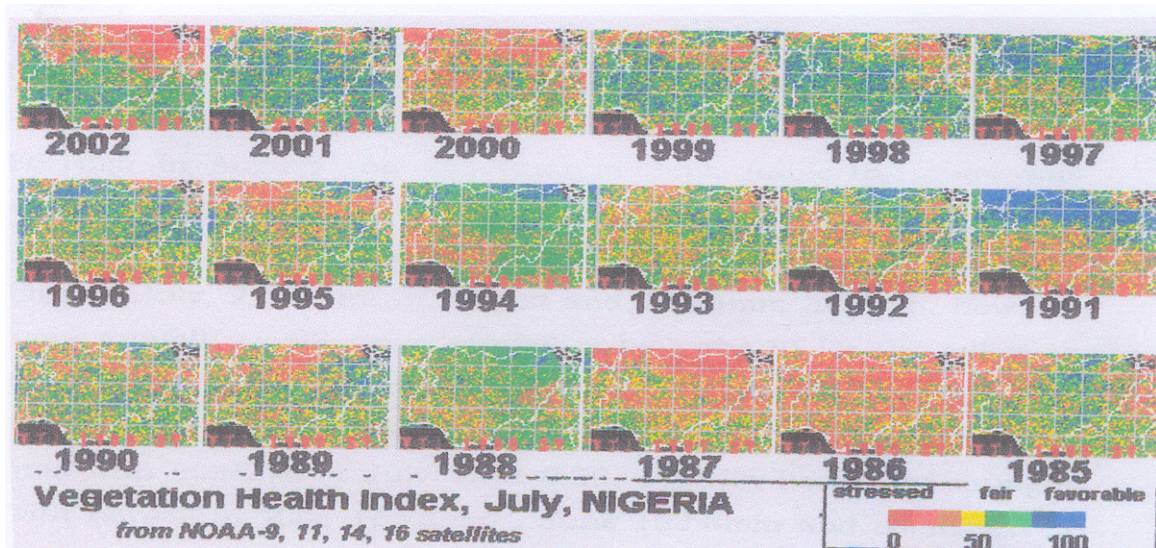 2002 2001 2000 1999 1998 1997
1996 1995 1994 1993 1992 1991
1990 1989 1988 1987 1986 1985
Vegetation Health Index, July, NIGERIA
from NOAA-9, 11, 14, 16 satellites
stressed fair favorable
0 50 100